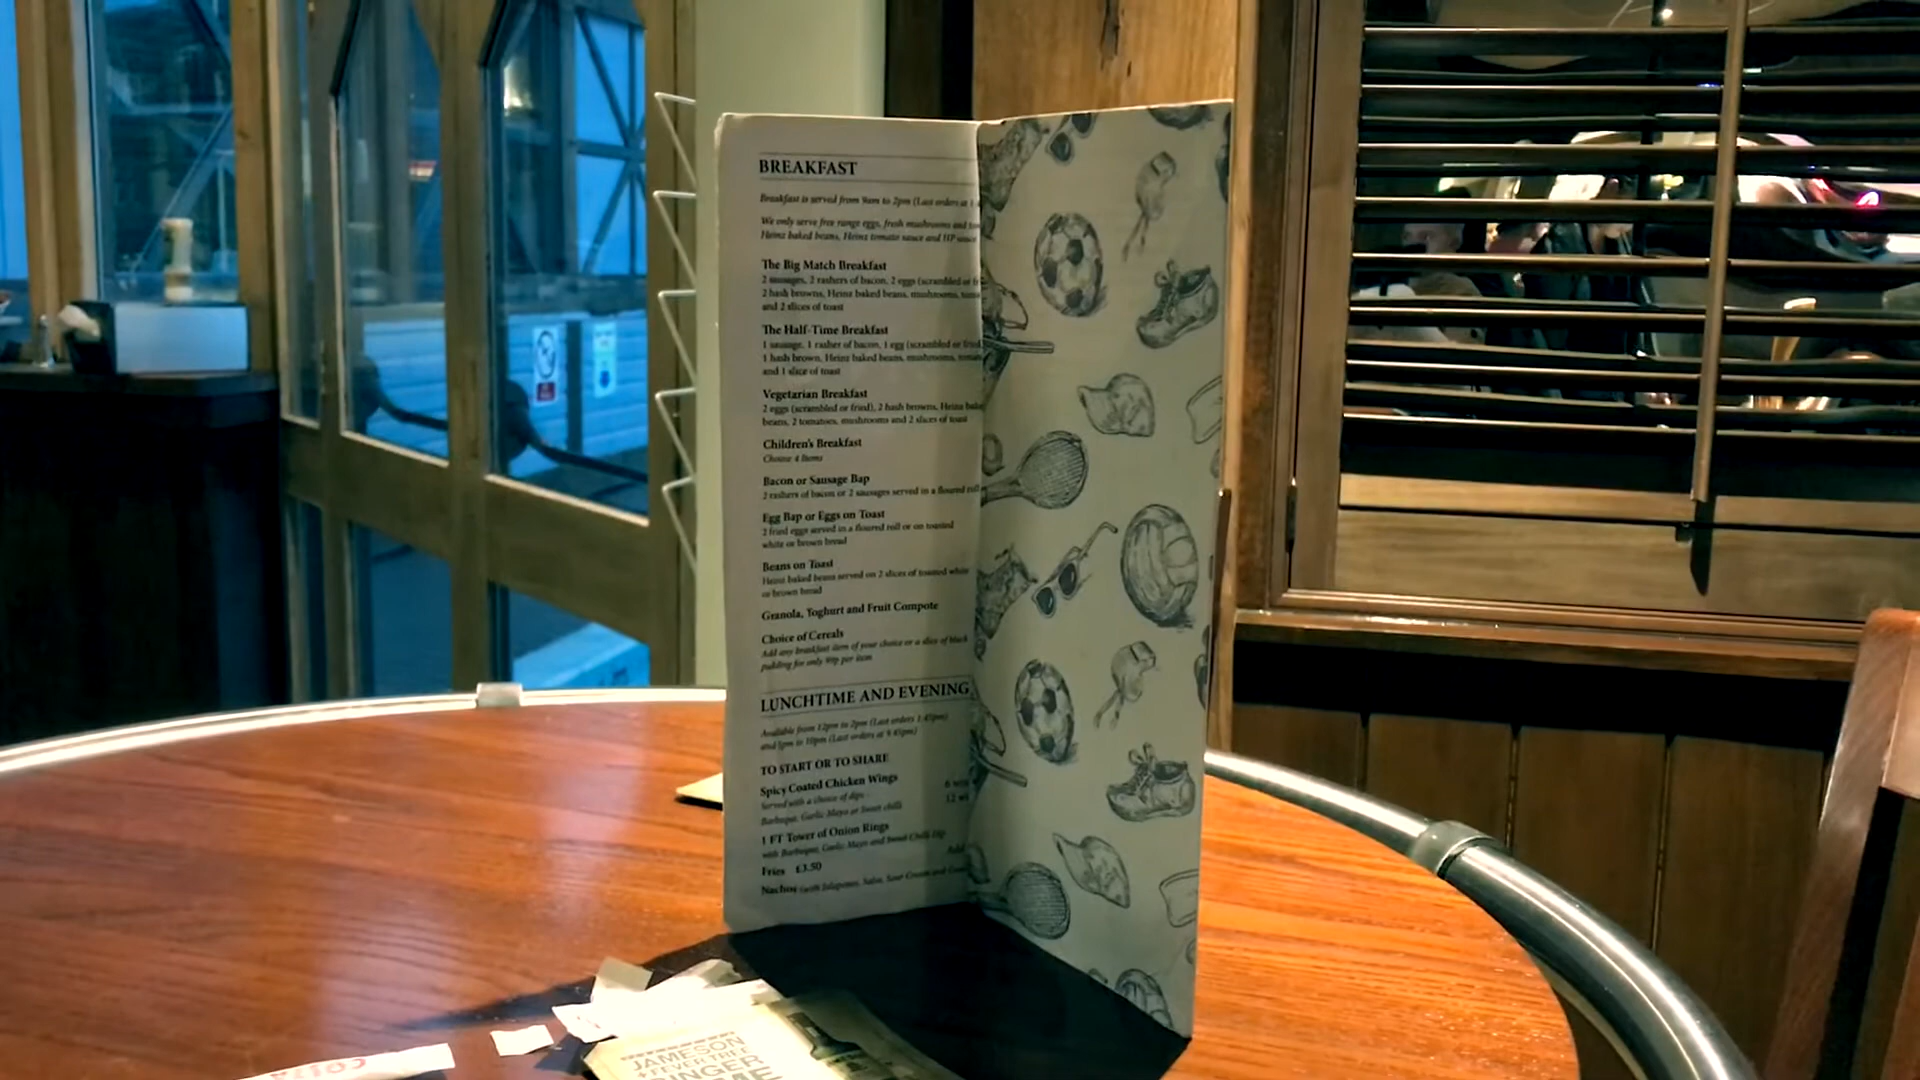 BREAKFAST
Breakfast is served from 9am to 2pm (Last orders at
We only serve free range eggs, fresh mushrooms and
Heinz baked beans, Heinz tomato sauce and HP sauce
The Big Match Breakfast
2 sausages, 2 rashers of bacon, 2 eggs (scrambled or
2 hash browns, Heinz baked beans, mushrooms,
and 2 slices of toast
The Half-Time Breakfast
1 sausage, 1 rasher of bacon, 1 egg (scrambled or fried
1 hash brown, Heinz baked beans, mushrooms,
and 1 slice of toast
Vegetarian Breakfast
2 eggs (scrambled or fried), 2 hash browns, Heinz
beans, 2 tomatoes, mushrooms and 2 slices of toast
Children's Breakfast
Choose 4 Items
Bacon or Sausage Bap
2 rashers of bacon or 2 sausages served in a floured roll
Egg Bap or Eggs on Toast
2 fried eggs served in a floured roll or on toasted
white or brown bread
Beans on Toast
Heinz baked beans served on 2 slices of toasted white
or brown bread
Granola, Yoghurt and Fruit Compote
Choice of Cereals
Add any breakfast item of your choice or a slice of black
pudding for only 90p per item
LUNCHTIME AND EVENING
Available from 12pm to 2pm (Last orders 1:45pm)
and 5pm to 10pm (Last orders at 9:45pm)
TO START OR TO SHARE
Spicy Coated Chicken Wings 6
Served with a choice of dips - 12
Barbeque, Garlic Mayo or Sweet chilli
1 FT Tower of Onion Rings
with Barbeque, Garlic Mayo and Sweet Chilli Dip
Fries £3.50
Nachos (with Jalapenos, Salsa, Sour Cream and
JAMESON
+ FEVER-TREE
GINGER